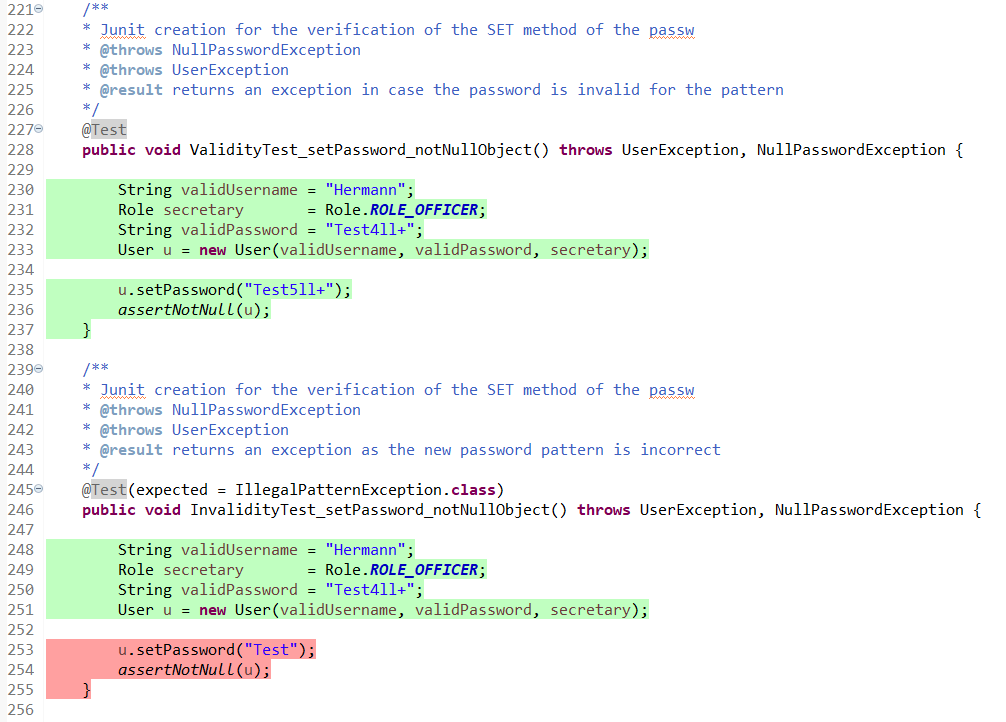 221 /**
222 * Junit creation for the verification of the SET method of the passw
223 * @throws NullPasswordException
224 * @throws UserException
225 * @result returns an exception in case the password is invalid for the pattern
226 */
227 @Test
228 public void ValidityTest_setPassword_notNullObject() throws UserException, NullPasswordException {
229
230 String validUsername = "Hermann";
231 Role secretary       = Role.ROLE_OFFICER;
232 String validPassword = "Test4ll+";
233 User u = new User(validUsername, validPassword, secretary);
234
235 u.setPassword("Test5ll+");
236 assertNotNull(u);
237 }
238
239 /**
240 * Junit creation for the verification of the SET method of the passw
241 * @throws NullPasswordException
242 * @throws UserException
243 * @result returns an exception as the new password pattern is incorrect
244 */
245 @Test(expected = IllegalPatternException.class)
246 public void InvalidityTest_setPassword_notNullObject() throws UserException, NullPasswordException {
247
248 String validUsername = "Hermann";
249 Role secretary       = Role.ROLE_OFFICER;
250 String validPassword = "Test4ll+";
251 User u = new User(validUsername, validPassword, secretary);
252
253 u.setPassword("Test");
254 assertNotNull(u);
255 }
256